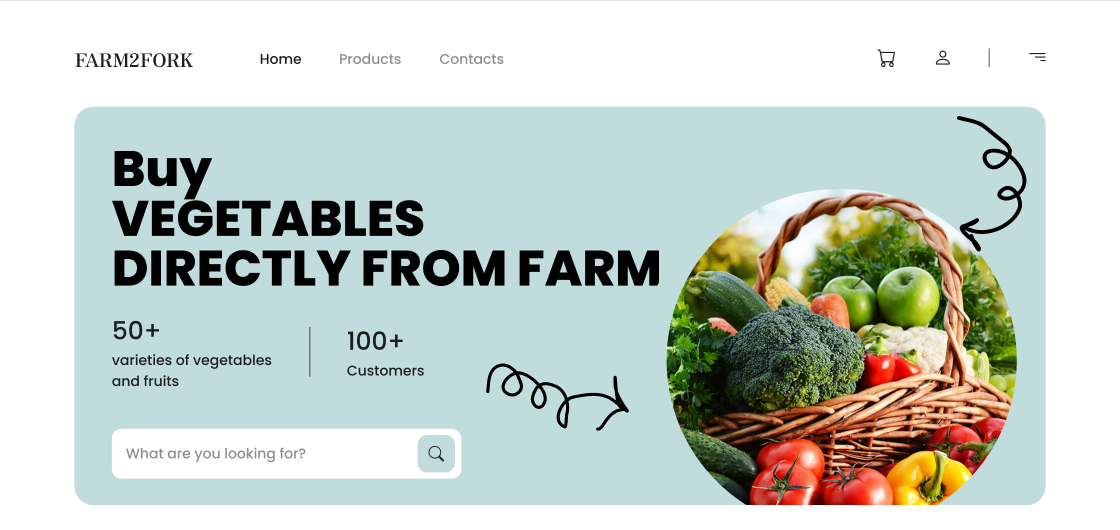 FARM2FORK Home Products Contacts
Buy
VEGETABLES
DIRECTLY FROM FARM
50+
varieties of vegetables
and fruits
100+
Customers
What are you looking for?